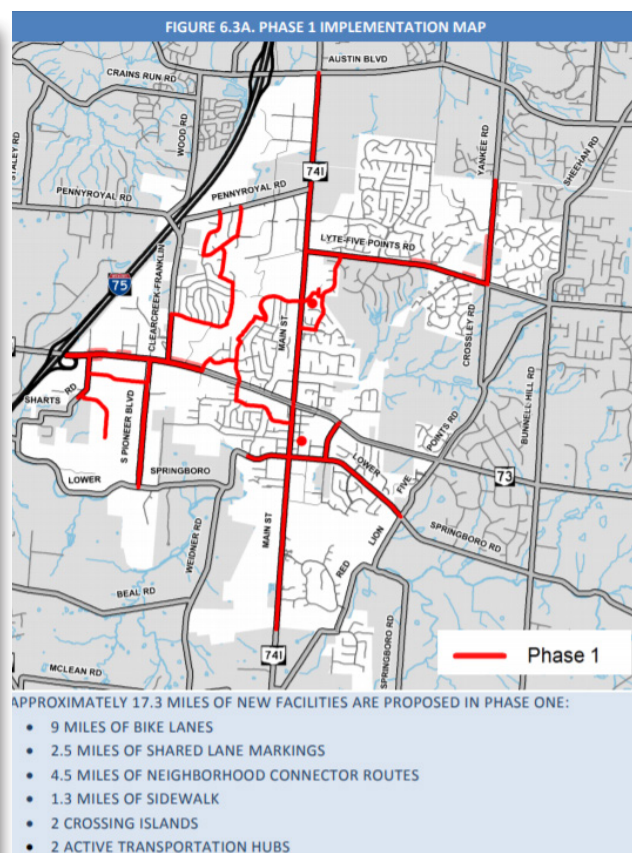 FIGURE 6.3A. PHASE 1 IMPLEMENTATION MAP
AUSTIN BLVD
CRAINS RUN RD
WOOD RD
STALEY RD
YANKEE RD
SHEEHAN RD
741
PENNYROYAL RD
PENNYROYAL RD
LYTE-FIVE POINTS RD
75
CLEARCREEK-FRANKLIN
MAIN ST
CROSSLEY RD
BUNNELL HILL RD
SHARTS RD
S PIONEER BLVD
LOWER SPRINGBORO
LOWER
FIVE POINTS RD
73
SPRINGBORO RD
WEIDNER RD
MAIN ST
RED LION
BEAL RD
741
SPRINGBORO RD
MCLEAN RD
Phase 1
APPROXIMATELY 17.3 MILES OF NEW FACILITIES ARE PROPOSED IN PHASE ONE:
• 9 MILES OF BIKE LANES
• 2.5 MILES OF SHARED LANE MARKINGS
• 4.5 MILES OF NEIGHBORHOOD CONNECTOR ROUTES
• 1.3 MILES OF SIDEWALK
• 2 CROSSING ISLANDS
• 2 ACTIVE TRANSPORTATION HUBS